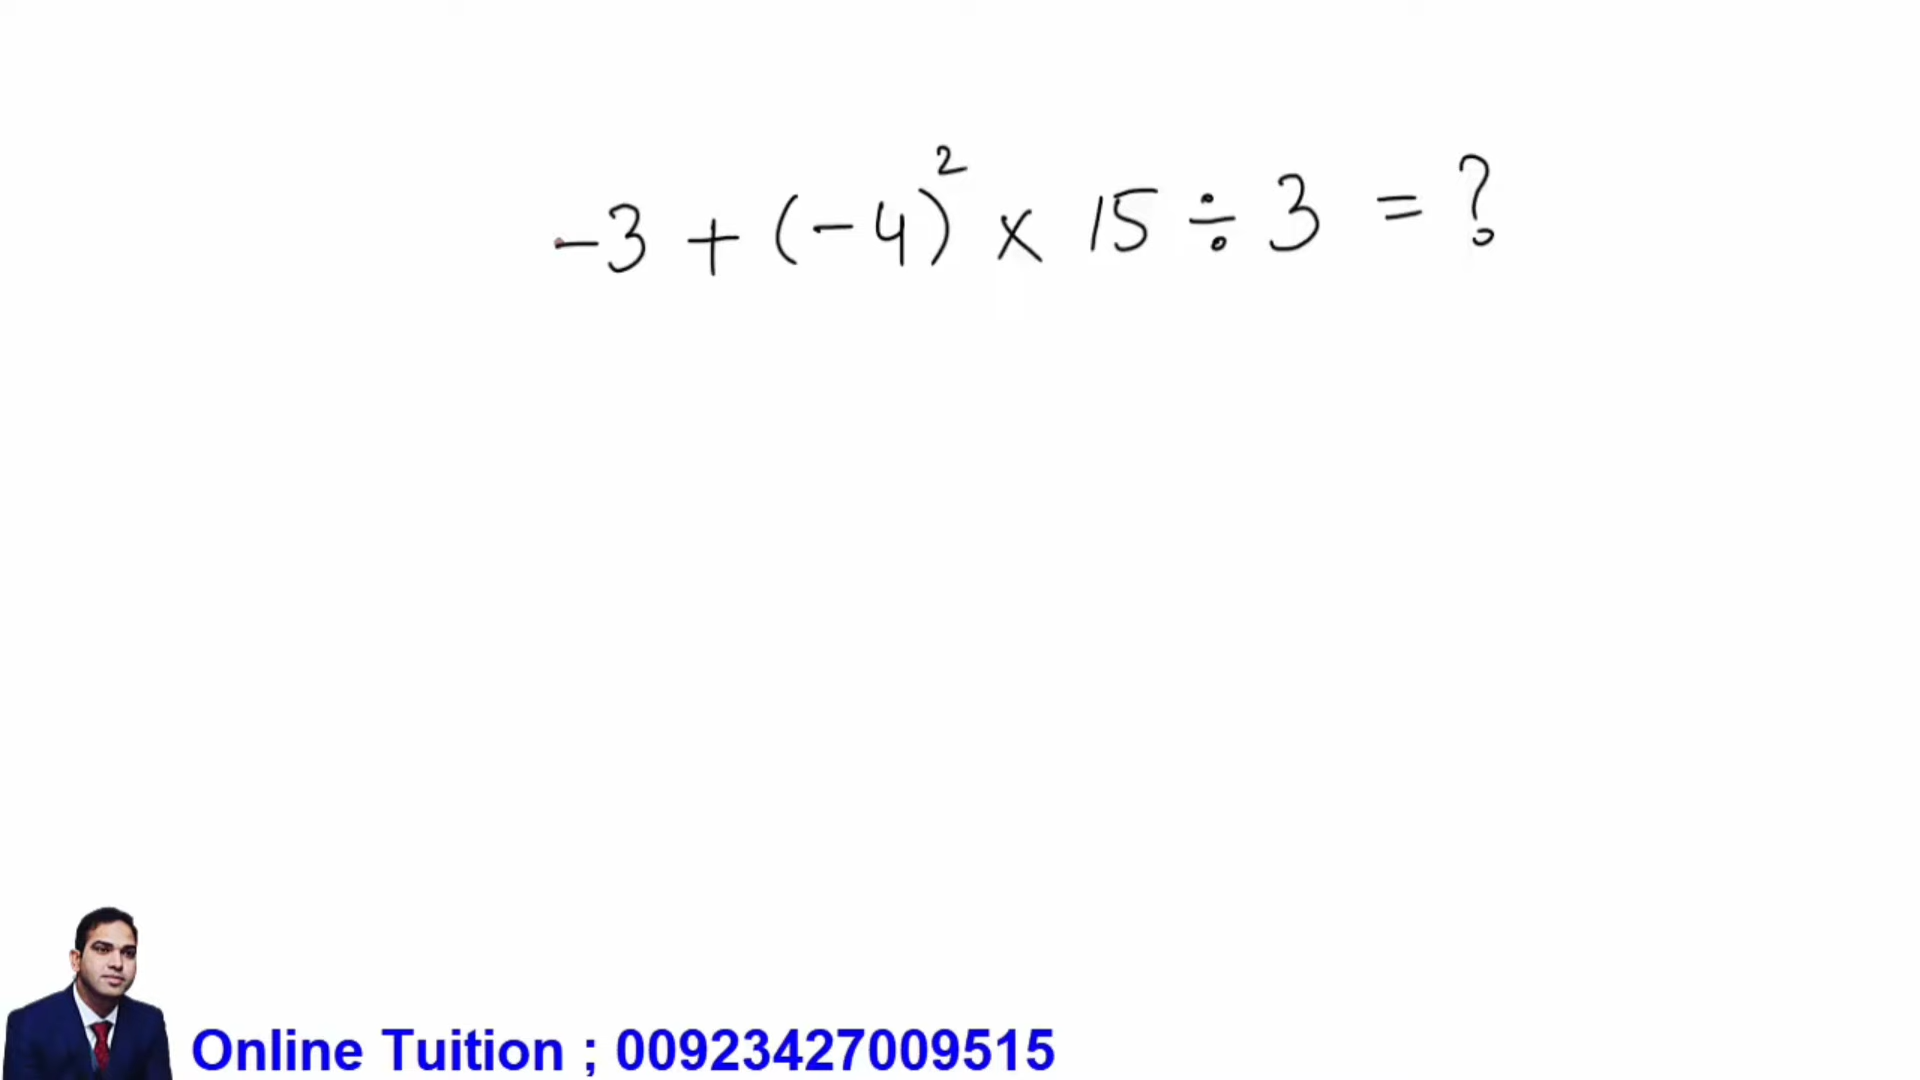 -3 + (-4)² × 15 ÷ 3 = ?
Online Tuition ; 00923427009515